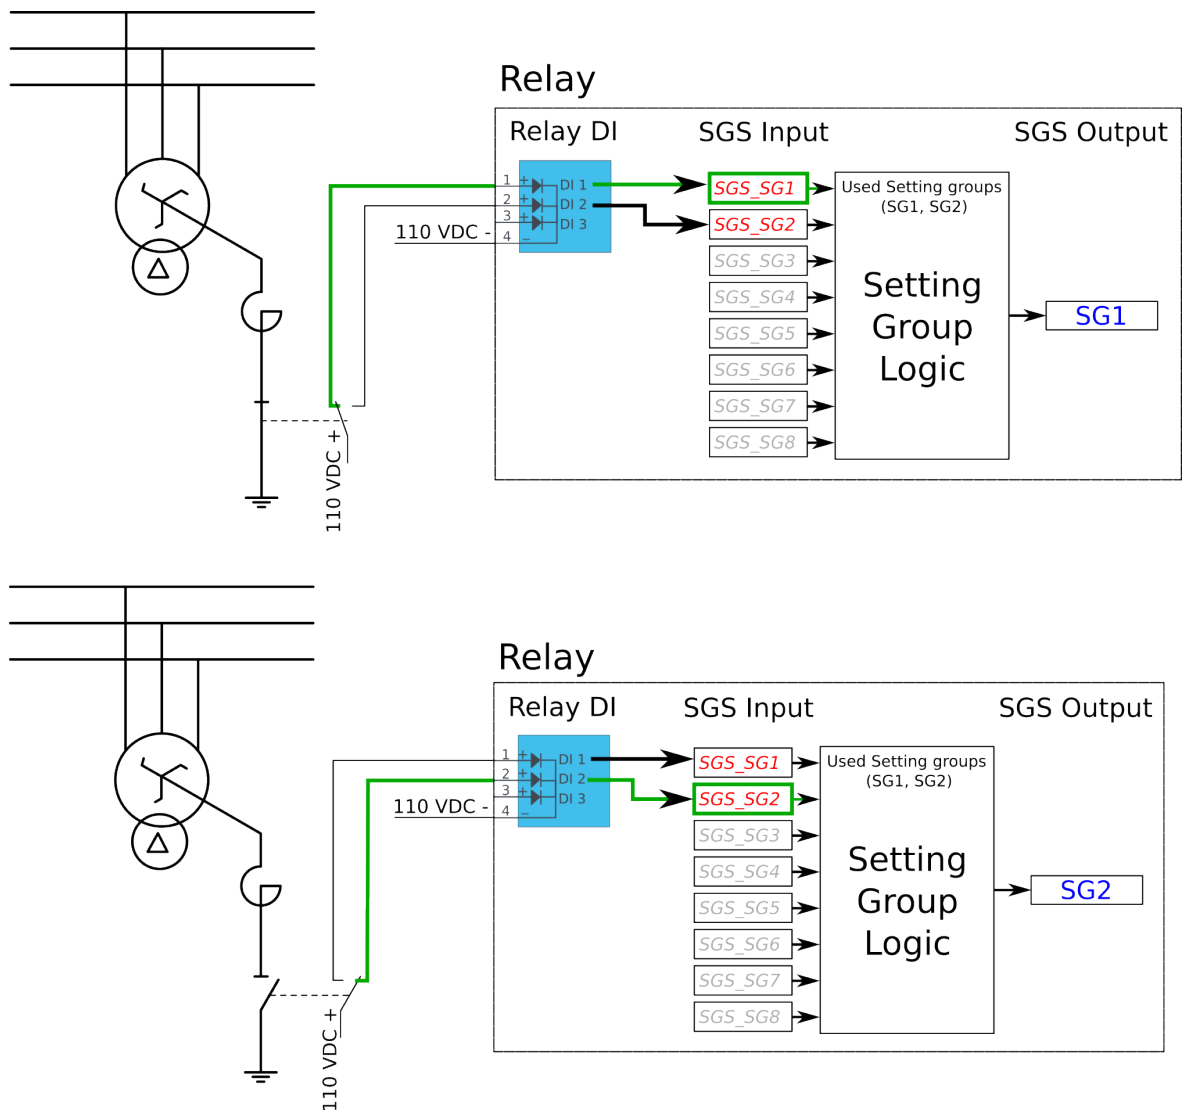 Relay
Relay DI
SGS Input
SGS Output
1 +
DI 1
2 +
DI 2
3 +
DI 3
4 −
110 VDC -
SGS_SG1
SGS_SG2
SGS_SG3
SGS_SG4
SGS_SG5
SGS_SG6
SGS_SG7
SGS_SG8
Used Setting groups
(SG1, SG2)
Setting
Group
Logic
SG1
110 VDC +
Relay
Relay DI
SGS Input
SGS Output
1 +
DI 1
2 +
DI 2
3 +
DI 3
4 −
110 VDC -
SGS_SG1
SGS_SG2
SGS_SG3
SGS_SG4
SGS_SG5
SGS_SG6
SGS_SG7
SGS_SG8
Used Setting groups
(SG1, SG2)
Setting
Group
Logic
SG2
110 VDC +